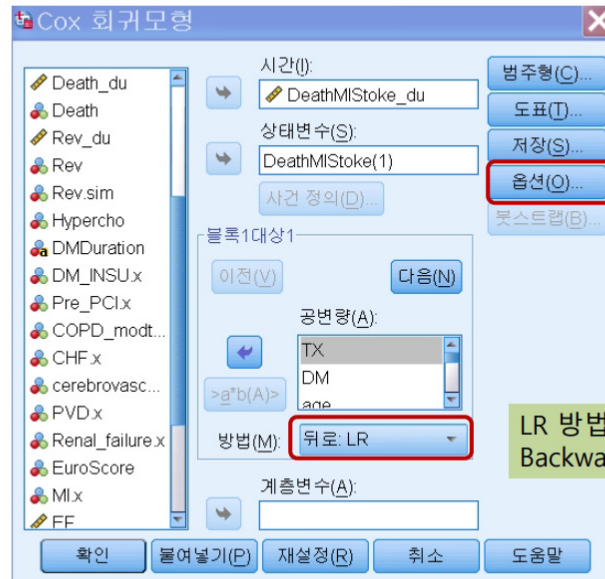 Cox 회귀모형
Death_du
Death
Rev_du
Rev
Rev.sim
Hypercho
DMDuration
DM_INSU.x
Pre_PCI.x
COPD_modt...
CHF.x
cerebrovasc...
PVD.x
Renal_failure.x
EuroScore
MI.x
EF
시간(I):
DeathMIStoke_du
상태변수(S):
DeathMIStoke(1)
사건 정의(D)...
블록1대상1
이전(V)
다음(N)
공변량(A):
TX
DM
age
>a*b(A)>
방법(M):
뒤로: LR
계층변수(A):
범주형(C)...
도표(T)...
저장(S)...
옵션(O)...
붓스트랩(B)...
LR 방법
Backwa
확인
붙여넣기(P)
재설정(R)
취소
도움말